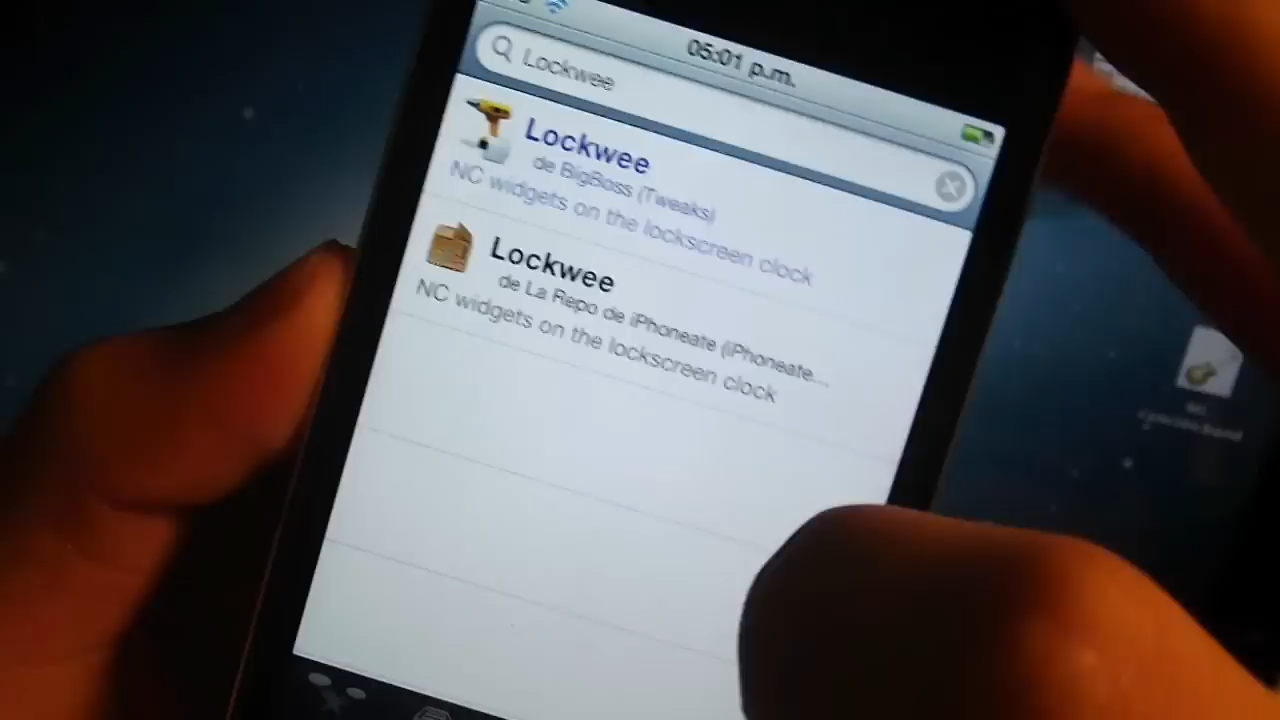 05:01 p.m.
Lockwee
Lockwee
de BigBoss (Tweaks)
NC widgets on the lockscreen clock
Lockwee
de La Repo de iPhoneate (iPhoneate...
NC widgets on the lockscreen clock